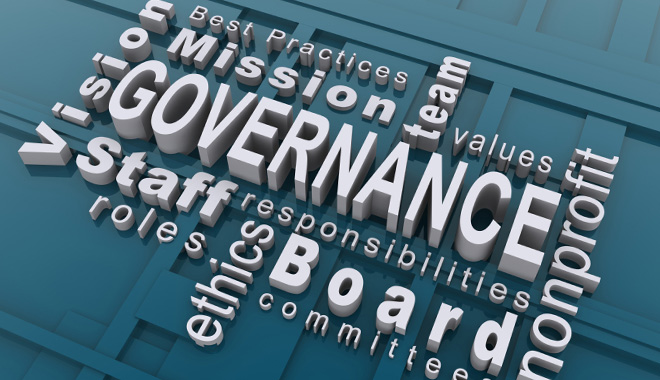 Vision
Best Practices
Mission
GOVERNANCE
team
values
Staff
roles
responsibilities
nonprofit
ethics
Board
committees